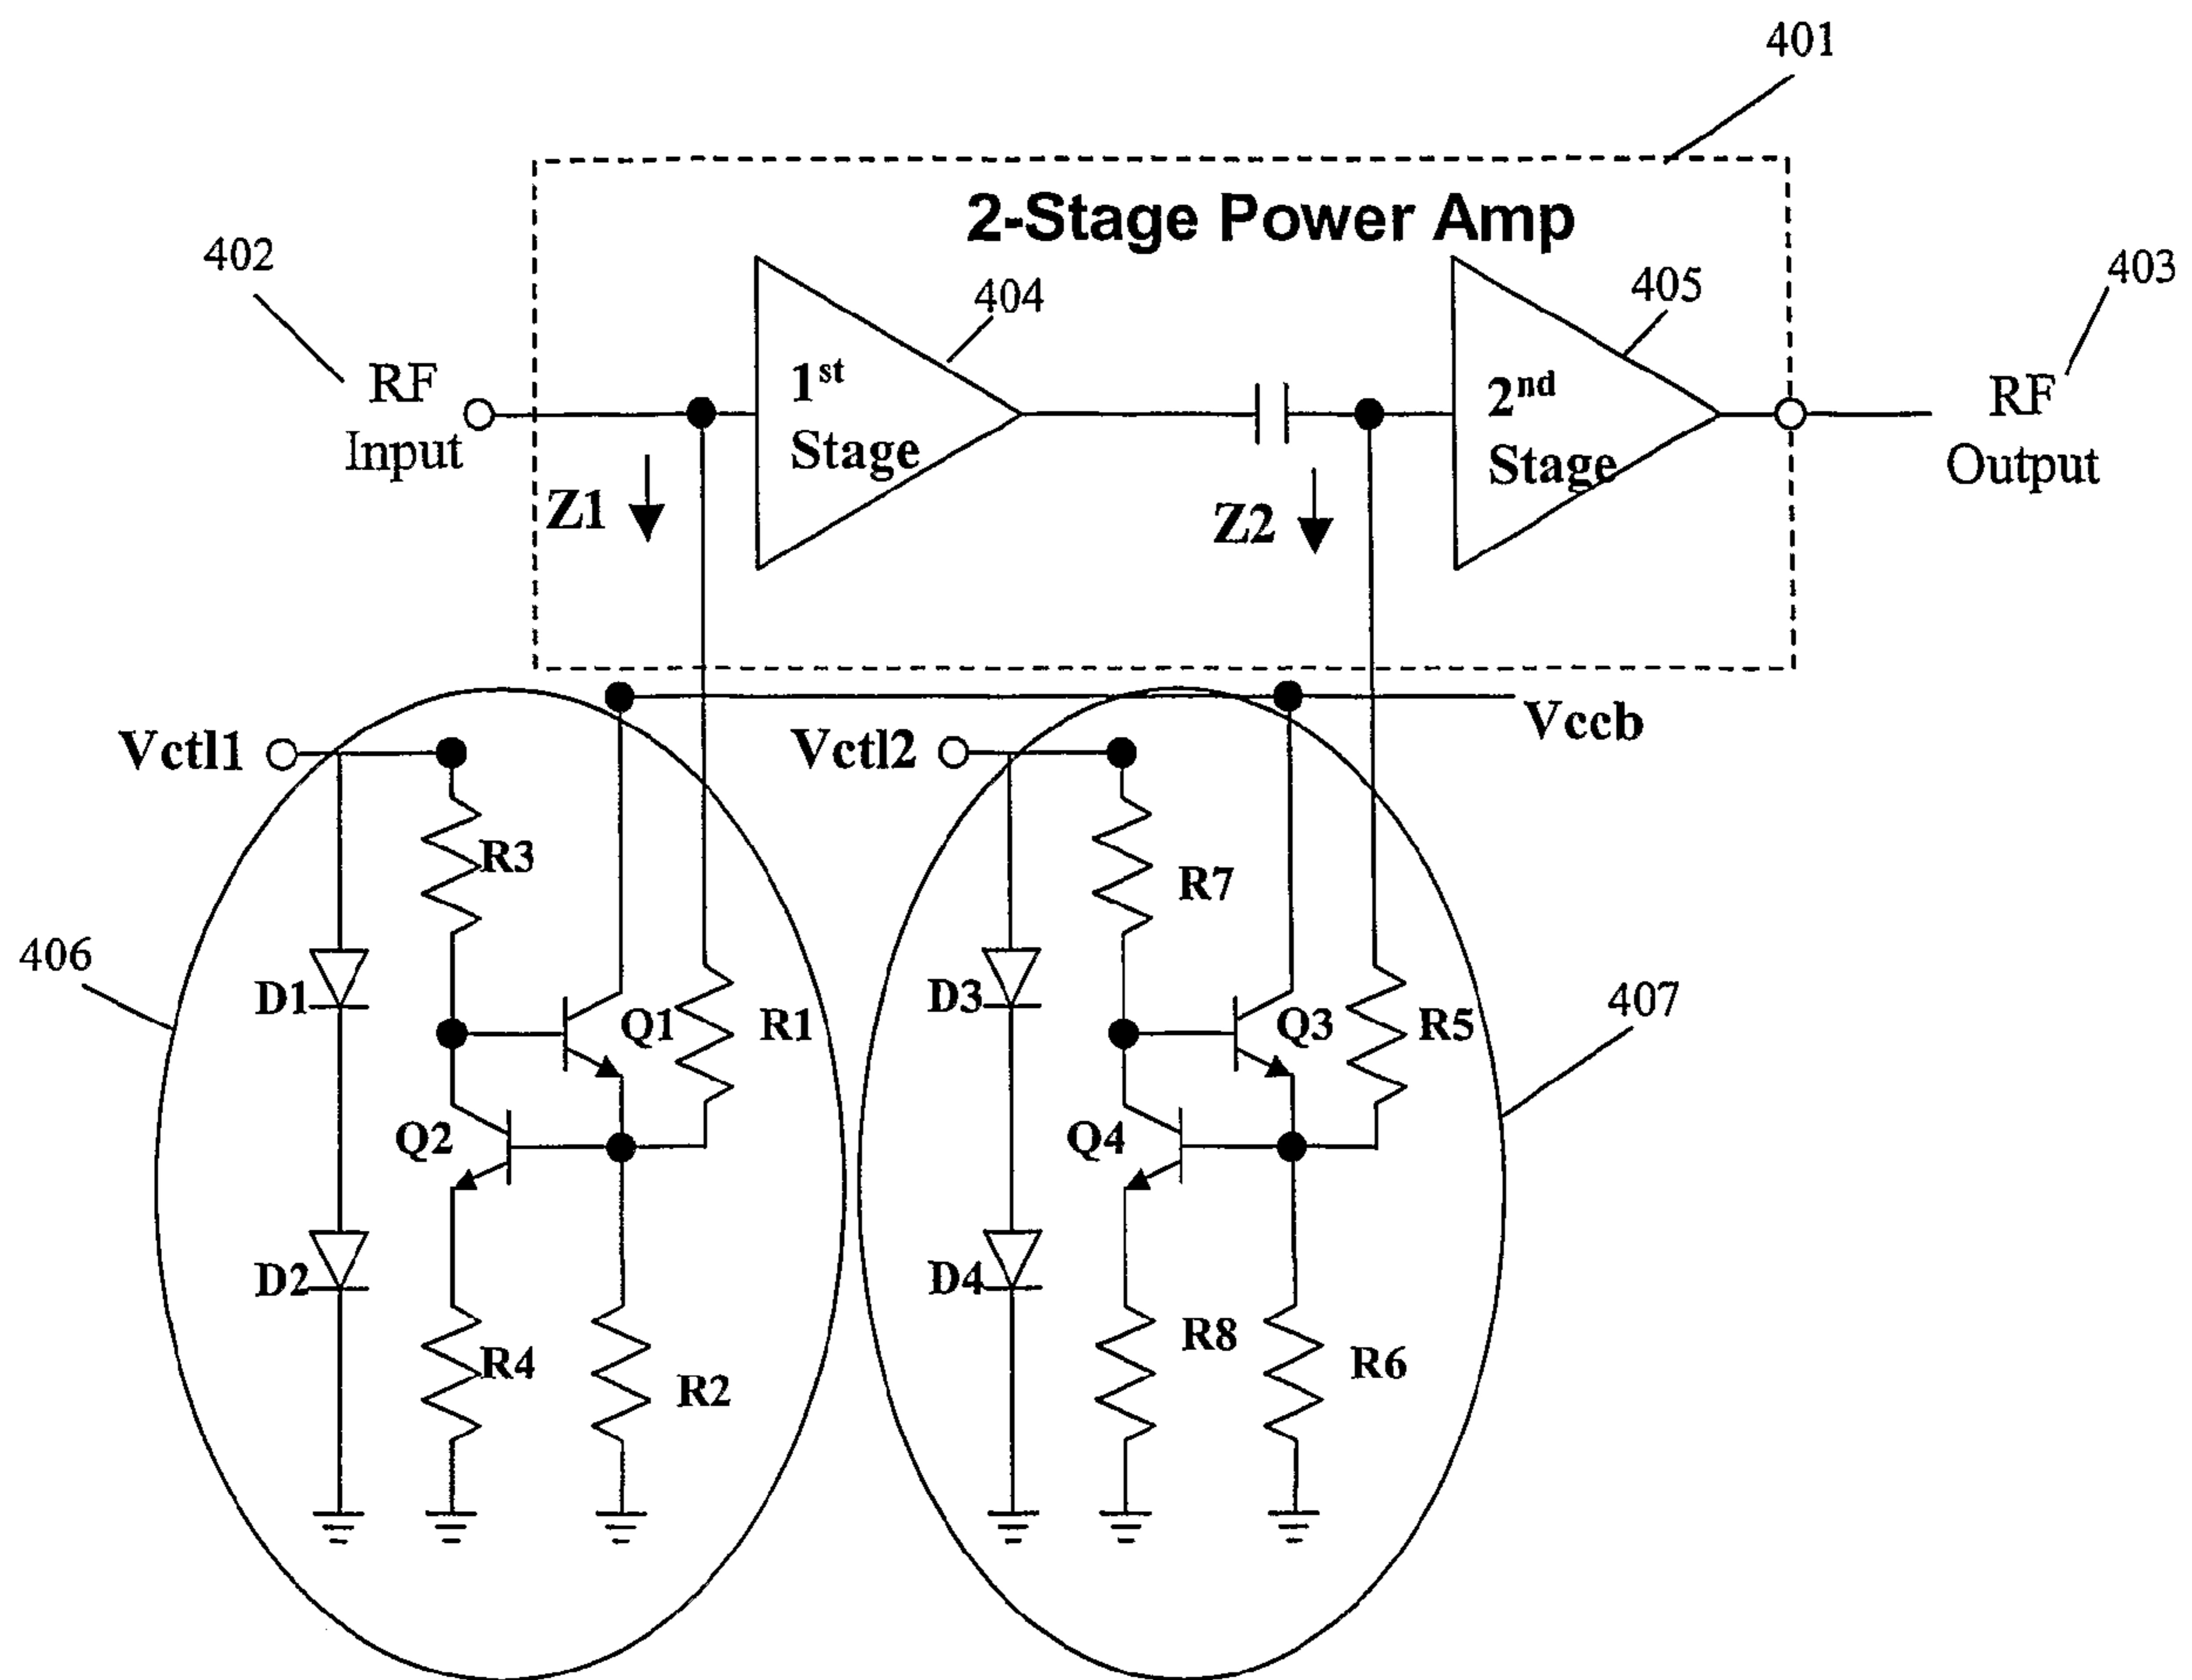 401
2-Stage Power Amp
402
403
404
405
RF
Input
1st
Stage
2nd
Stage
RF
Output
Z1
Z2
Vccb
Vctl1
Vctl2
R3
R7
406
407
D1
Q1
R1
D3
Q3
R5
Q2
Q4
D2
R4
R2
D4
R8
R6